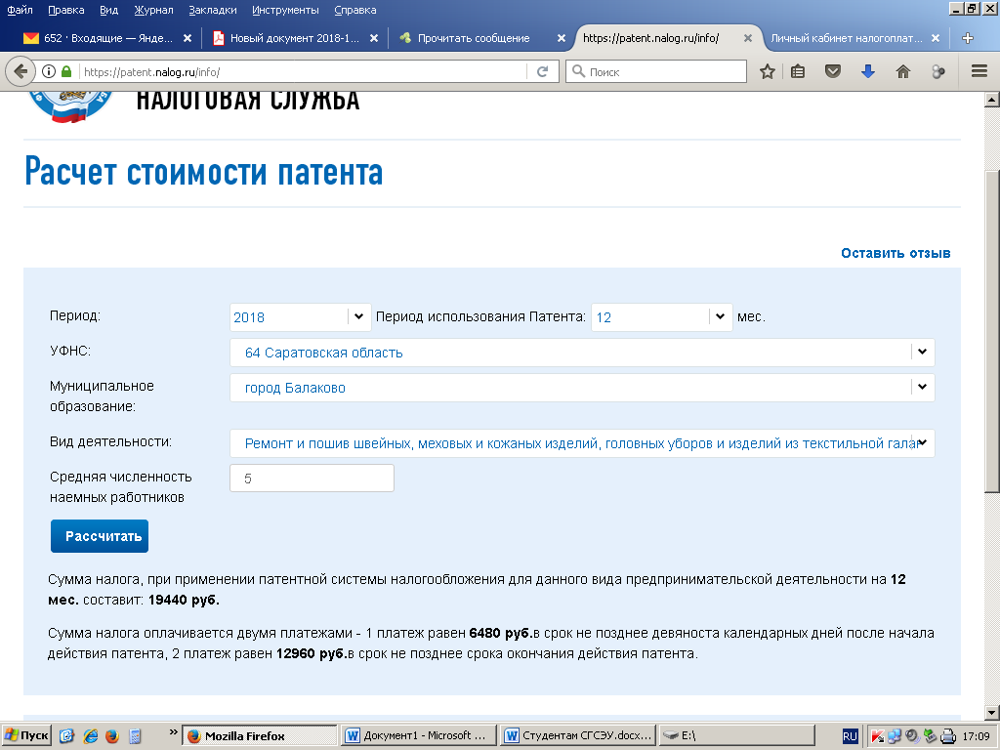 Файл Правка Вид Журнал Закладки Инструменты Справка
652 · Входящие — Янде... Новый документ 2018-1... Прочитать сообщение https://patent.nalog.ru/info/ Личный кабинет налогоплат...
https://patent.nalog.ru/info/ Поиск
НАЛОГОВАЯ СЛУЖБА
Расчет стоимости патента
Оставить отзыв
Период: 2018 Период использования Патента: 12 мес.
УФНС: 64 Саратовская область
Муниципальное
образование: город Балаково
Вид деятельности: Ремонт и пошив швейных, меховых и кожаных изделий, головных уборов и изделий из текстильной галан
Средняя численность
наемных работников 5
Рассчитать
Сумма налога, при применении патентной системы налогообложения для данного вида предпринимательской деятельности на 12
мес. составит: 19440 руб.
Сумма налога оплачивается двумя платежами - 1 платеж равен 6480 руб.в срок не позднее девяноста календарных дней после начала
действия патента, 2 платеж равен 12960 руб.в срок не позднее срока окончания действия патента.
Пуск » Mozilla Firefox Документ1 - Microsoft ... Студентам СГСЭУ.docx... E:\ RU 17:09